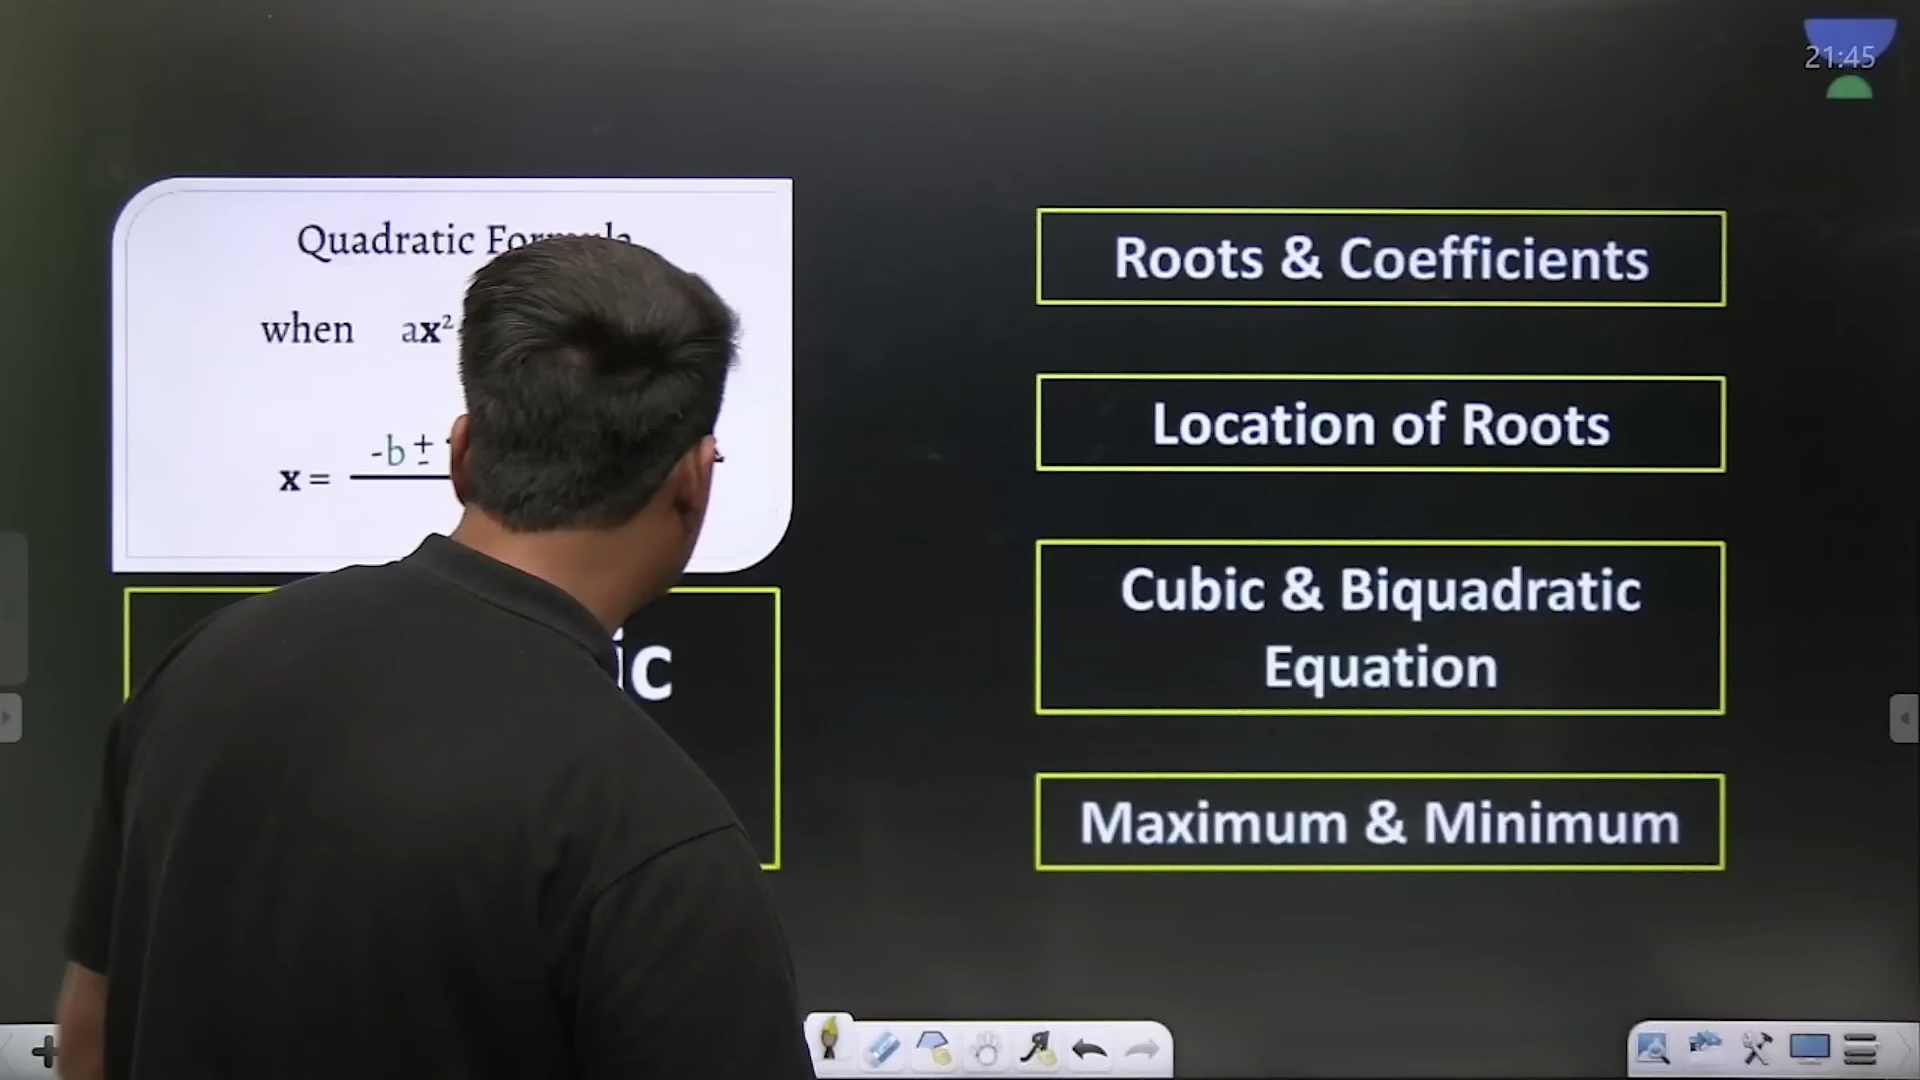 21:45
Quadratic
when ax²
-b ±
x =
ic
Roots & Coefficients
Location of Roots
Cubic & Biquadratic
Equation
Maximum & Minimum